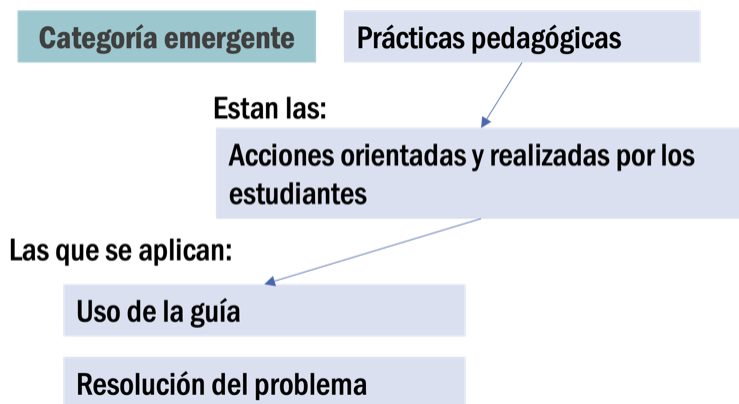 Categoría emergente
Prácticas pedagógicas
Estan las:
Acciones orientadas y realizadas por los
estudiantes
Las que se aplican:
Uso de la guía
Resolución del problema